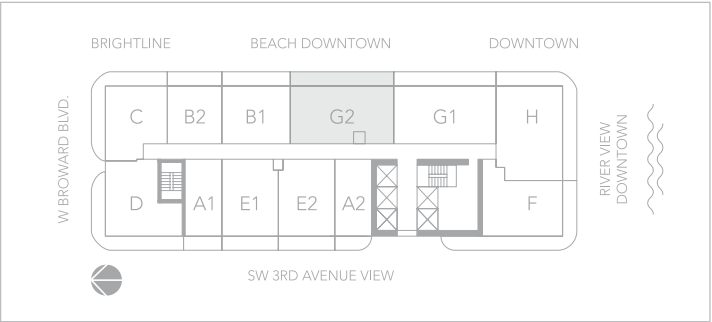 BRIGHTLINE BEACH DOWNTOWN DOWNTOWN
W BROWARD BLVD.
C B2 B1 G2 G1 H
RIVER VIEW
DOWNTOWN
D A1 E1 E2 A2 F
SW 3RD AVENUE VIEW